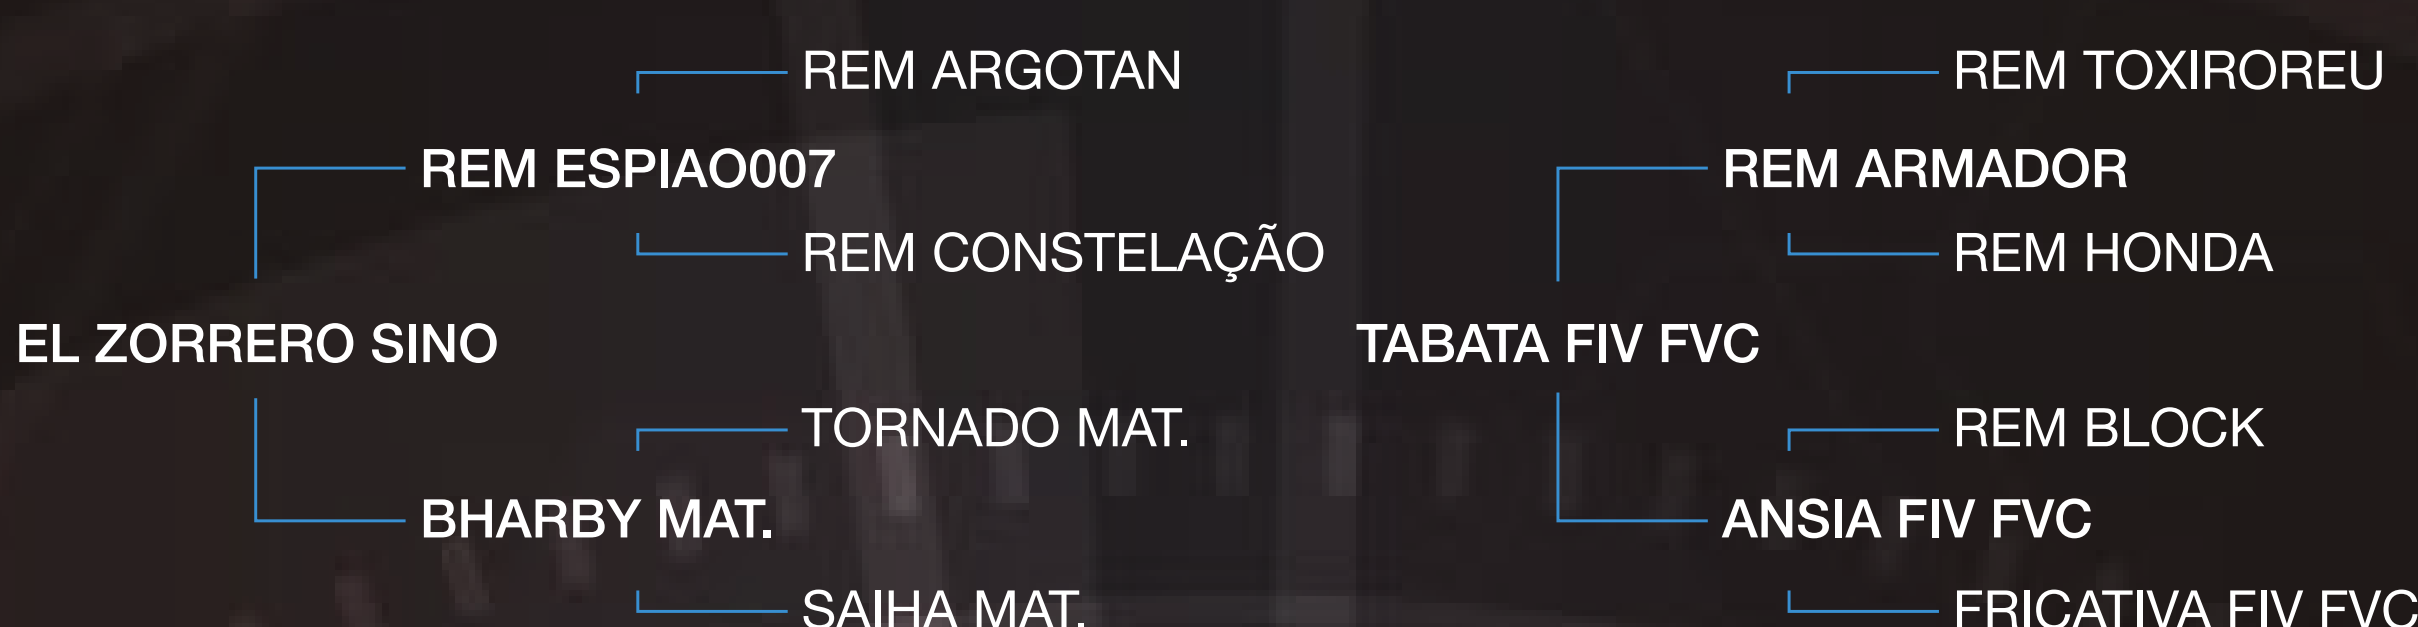 REM ARGOTAN
REM ESPIAO007
REM CONSTELAÇÃO
EL ZORRERO SINO
TORNADO MAT.
BHARBY MAT.
SAIHA MAT.
REM TOXIROREU
REM ARMADOR
REM HONDA
TABATA FIV FVC
REM BLOCK
ANSIA FIV FVC
FRICATIVA FIV FVC